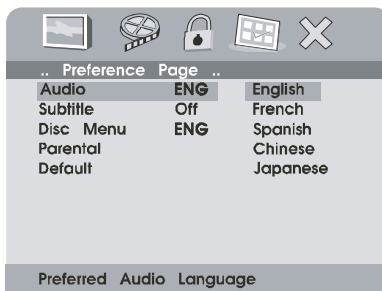 .. Preference Page ..
Audio ENG English
Subtitle Off French
Disc Menu ENG Spanish
Parental Chinese
Default Japanese
Preferred Audio Language